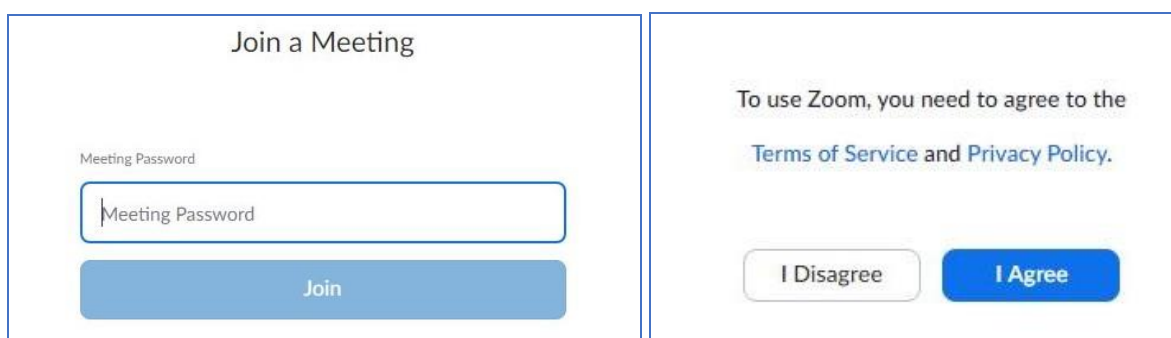 Join a Meeting
Meeting Password
Meeting Password
Join
To use Zoom, you need to agree to the
Terms of Service and Privacy Policy.
I Disagree
I Agree